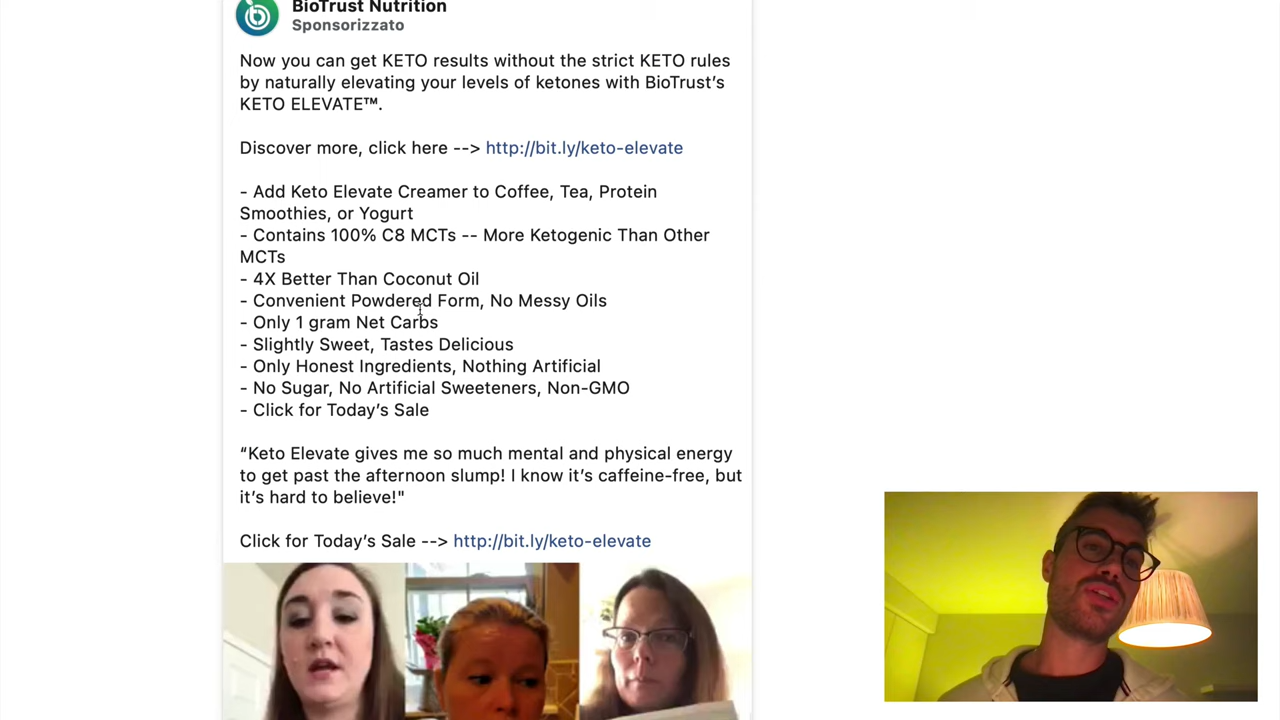 BioTrust Nutrition
Sponsorizzato
Now you can get KETO results without the strict KETO rules
by naturally elevating your levels of ketones with BioTrust’s
KETO ELEVATE™.
Discover more, click here --> http://bit.ly/keto-elevate
- Add Keto Elevate Creamer to Coffee, Tea, Protein
Smoothies, or Yogurt
- Contains 100% C8 MCTs -- More Ketogenic Than Other
MCTs
- 4X Better Than Coconut Oil
- Convenient Powdered Form, No Messy Oils
- Only 1 gram Net Carbs
- Slightly Sweet, Tastes Delicious
- Only Honest Ingredients, Nothing Artificial
- No Sugar, No Artificial Sweeteners, Non-GMO
- Click for Today’s Sale
“Keto Elevate gives me so much mental and physical energy
to get past the afternoon slump! I know it’s caffeine-free, but
it’s hard to believe!"
Click for Today’s Sale --> http://bit.ly/keto-elevate